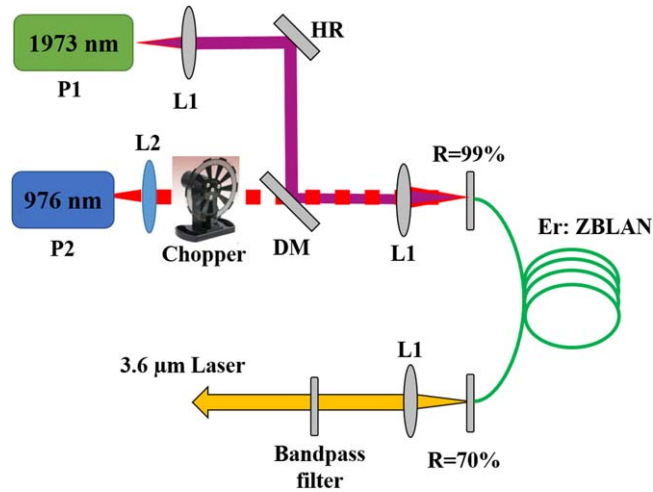 1973 nm
P1
L1
HR
976 nm
P2
L2
Chopper
DM
L1
R=99%
Er: ZBLAN
3.6 µm Laser
Bandpass
filter
L1
R=70%